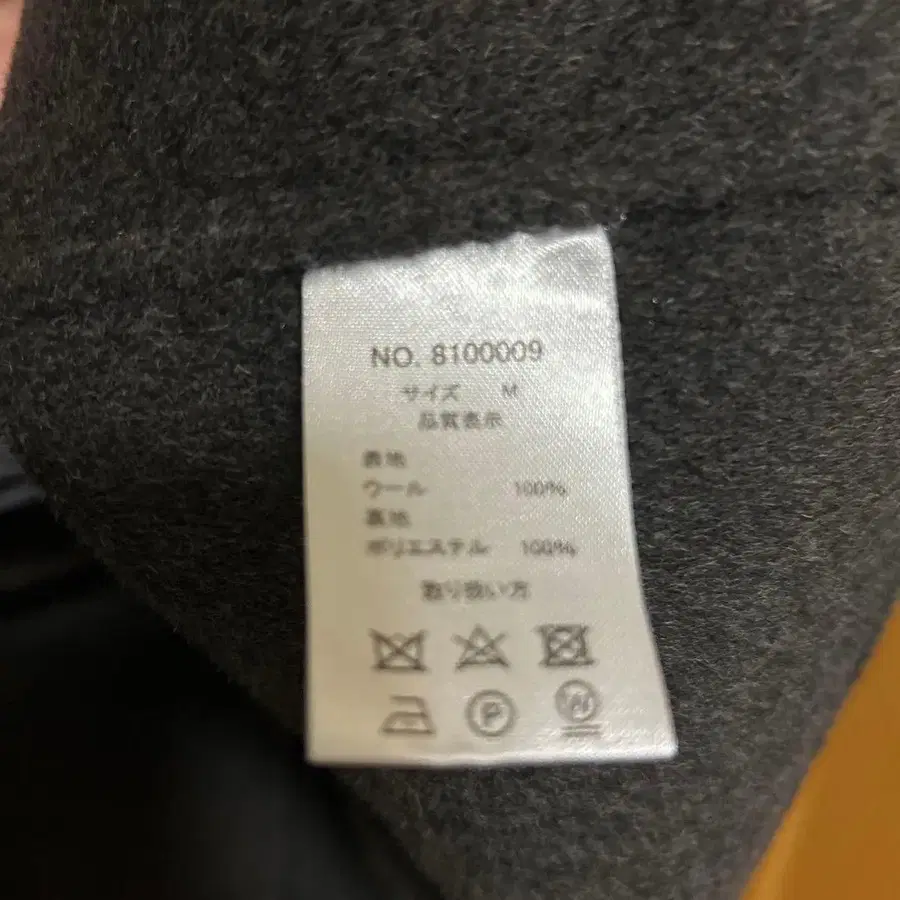 NO. 8100009
サイズ M
品質表示
表地
ウール 100%
裏地
ポリエステル 100%
取り扱い方
P
W